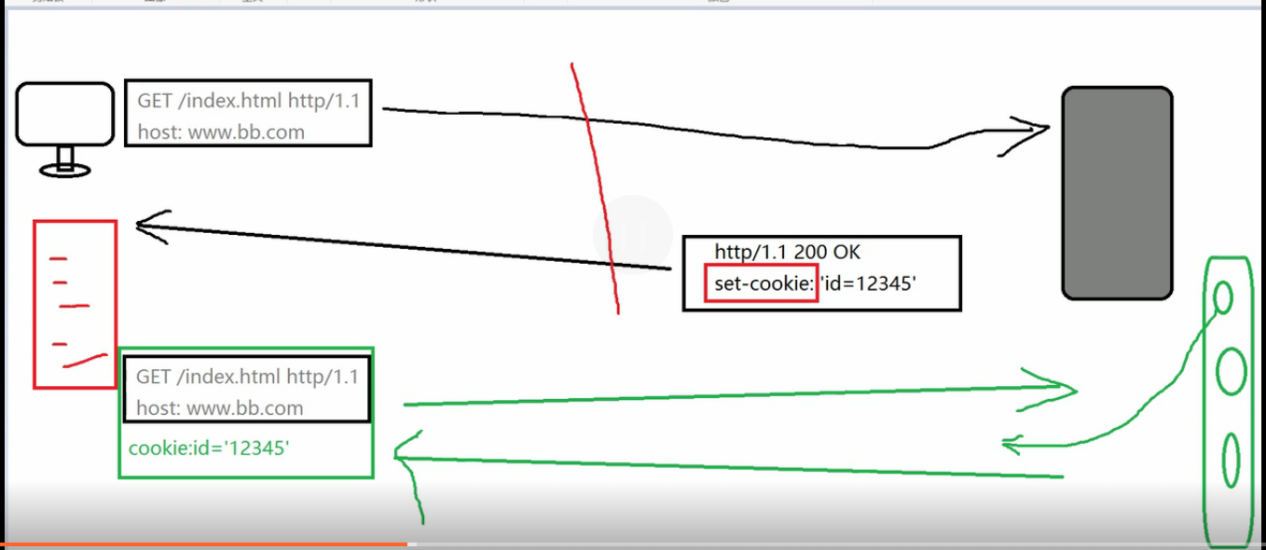 GET /index.html http/1.1
host: www.bb.com
http/1.1 200 OK
set-cookie: 'id=12345'
GET /index.html http/1.1
host: www.bb.com
cookie:id='12345'